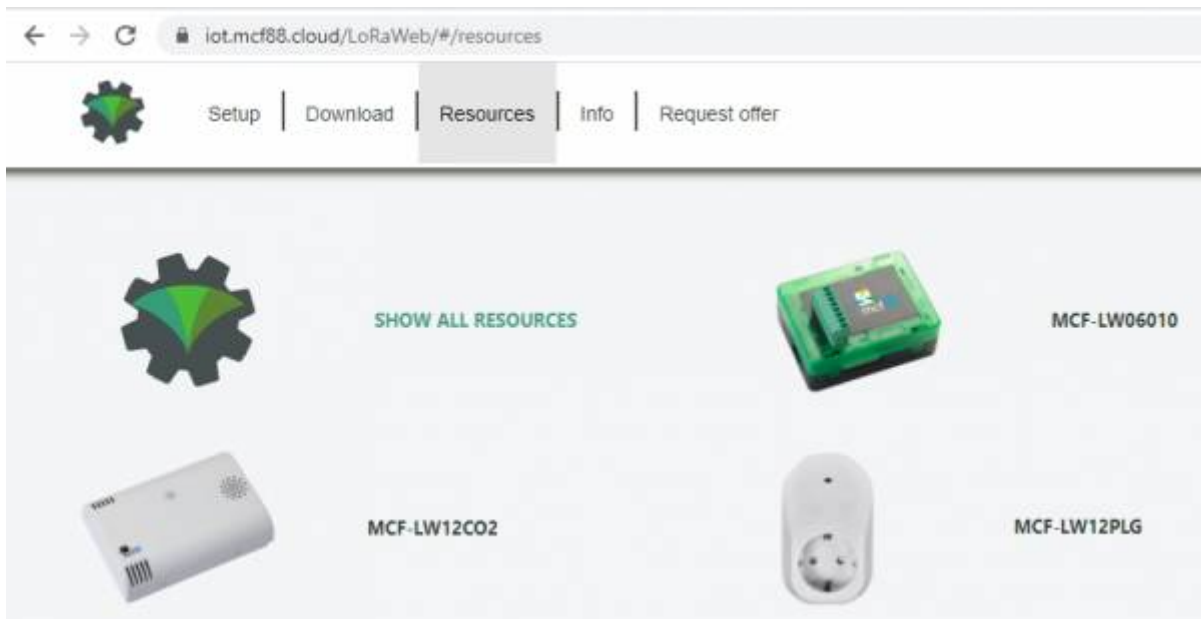 iot.mcf88.cloud/LoRaWeb/#/resources
Setup Download Resources Info Request offer
SHOW ALL RESOURCES
MCF-LW06010
MCF-LW12CO2
MCF-LW12PLG